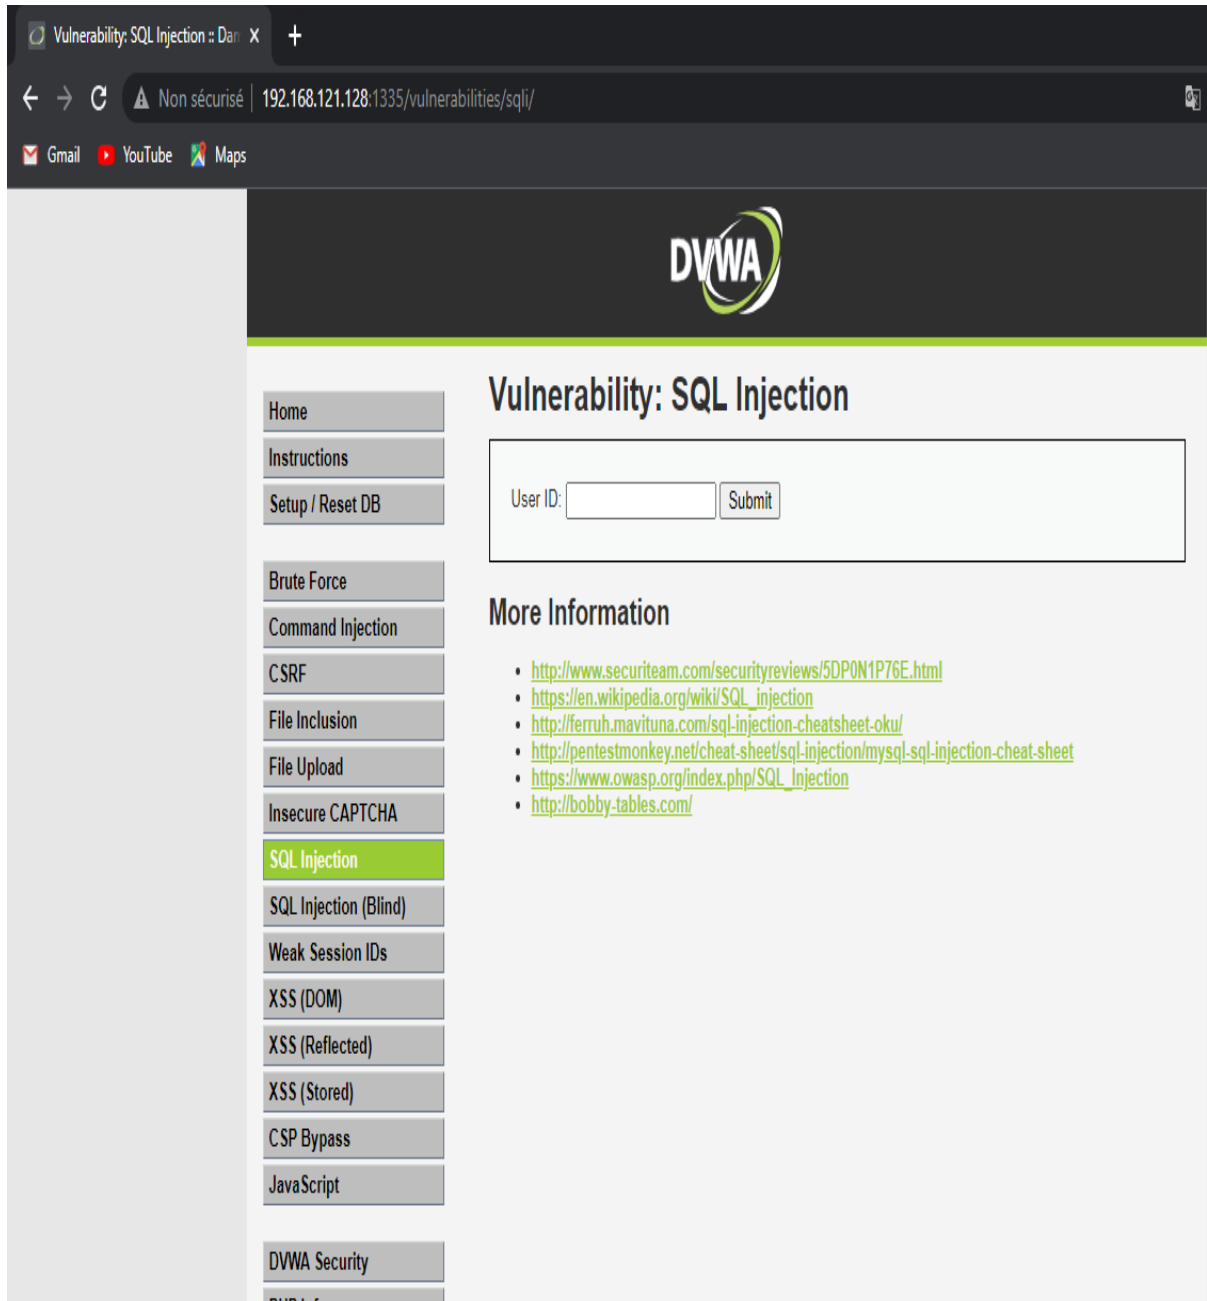 Vulnerability: SQL Injection :: Dan
Non sécurisé | 192.168.121.128:1335/vulnerabilities/sqli/
Gmail YouTube Maps
DVWA
Home
Instructions
Setup / Reset DB
Brute Force
Command Injection
CSRF
File Inclusion
File Upload
Insecure CAPTCHA
SQL Injection
SQL Injection (Blind)
Weak Session IDs
XSS (DOM)
XSS (Reflected)
XSS (Stored)
CSP Bypass
JavaScript
DVWA Security
Vulnerability: SQL Injection
User ID: Submit
More Information
• http://www.securiteam.com/securityreviews/5DP0N1P76E.html
• https://en.wikipedia.org/wiki/SQL_injection
• http://ferruh.mavituna.com/sql-injection-cheatsheet-oku/
• http://pentestmonkey.net/cheat-sheet/sql-injection/mysql-sql-injection-cheat-sheet
• https://www.owasp.org/index.php/SQL_Injection
• http://bobby-tables.com/